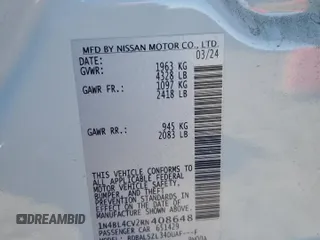 MFD BY NISSAN MOTOR CO., LTD.
DATE: 03/24
GVWR: 1963 KG
4328 LB
GAWR FR.: 1097 KG
2418 LB
GAWR RR.: 945 KG
2083 LB
THIS VEHICLE CONFORMS TO ALL
APPLICABLE FEDERAL MOTOR
VEHICLE SAFETY, BUMPER, AND
THEFT PREVENTION STANDARDS
IN EFFECT ON THE DATE OF
MANUFACTURE SHOWN ABOVE.
408648
PASSENGER CAR 651429